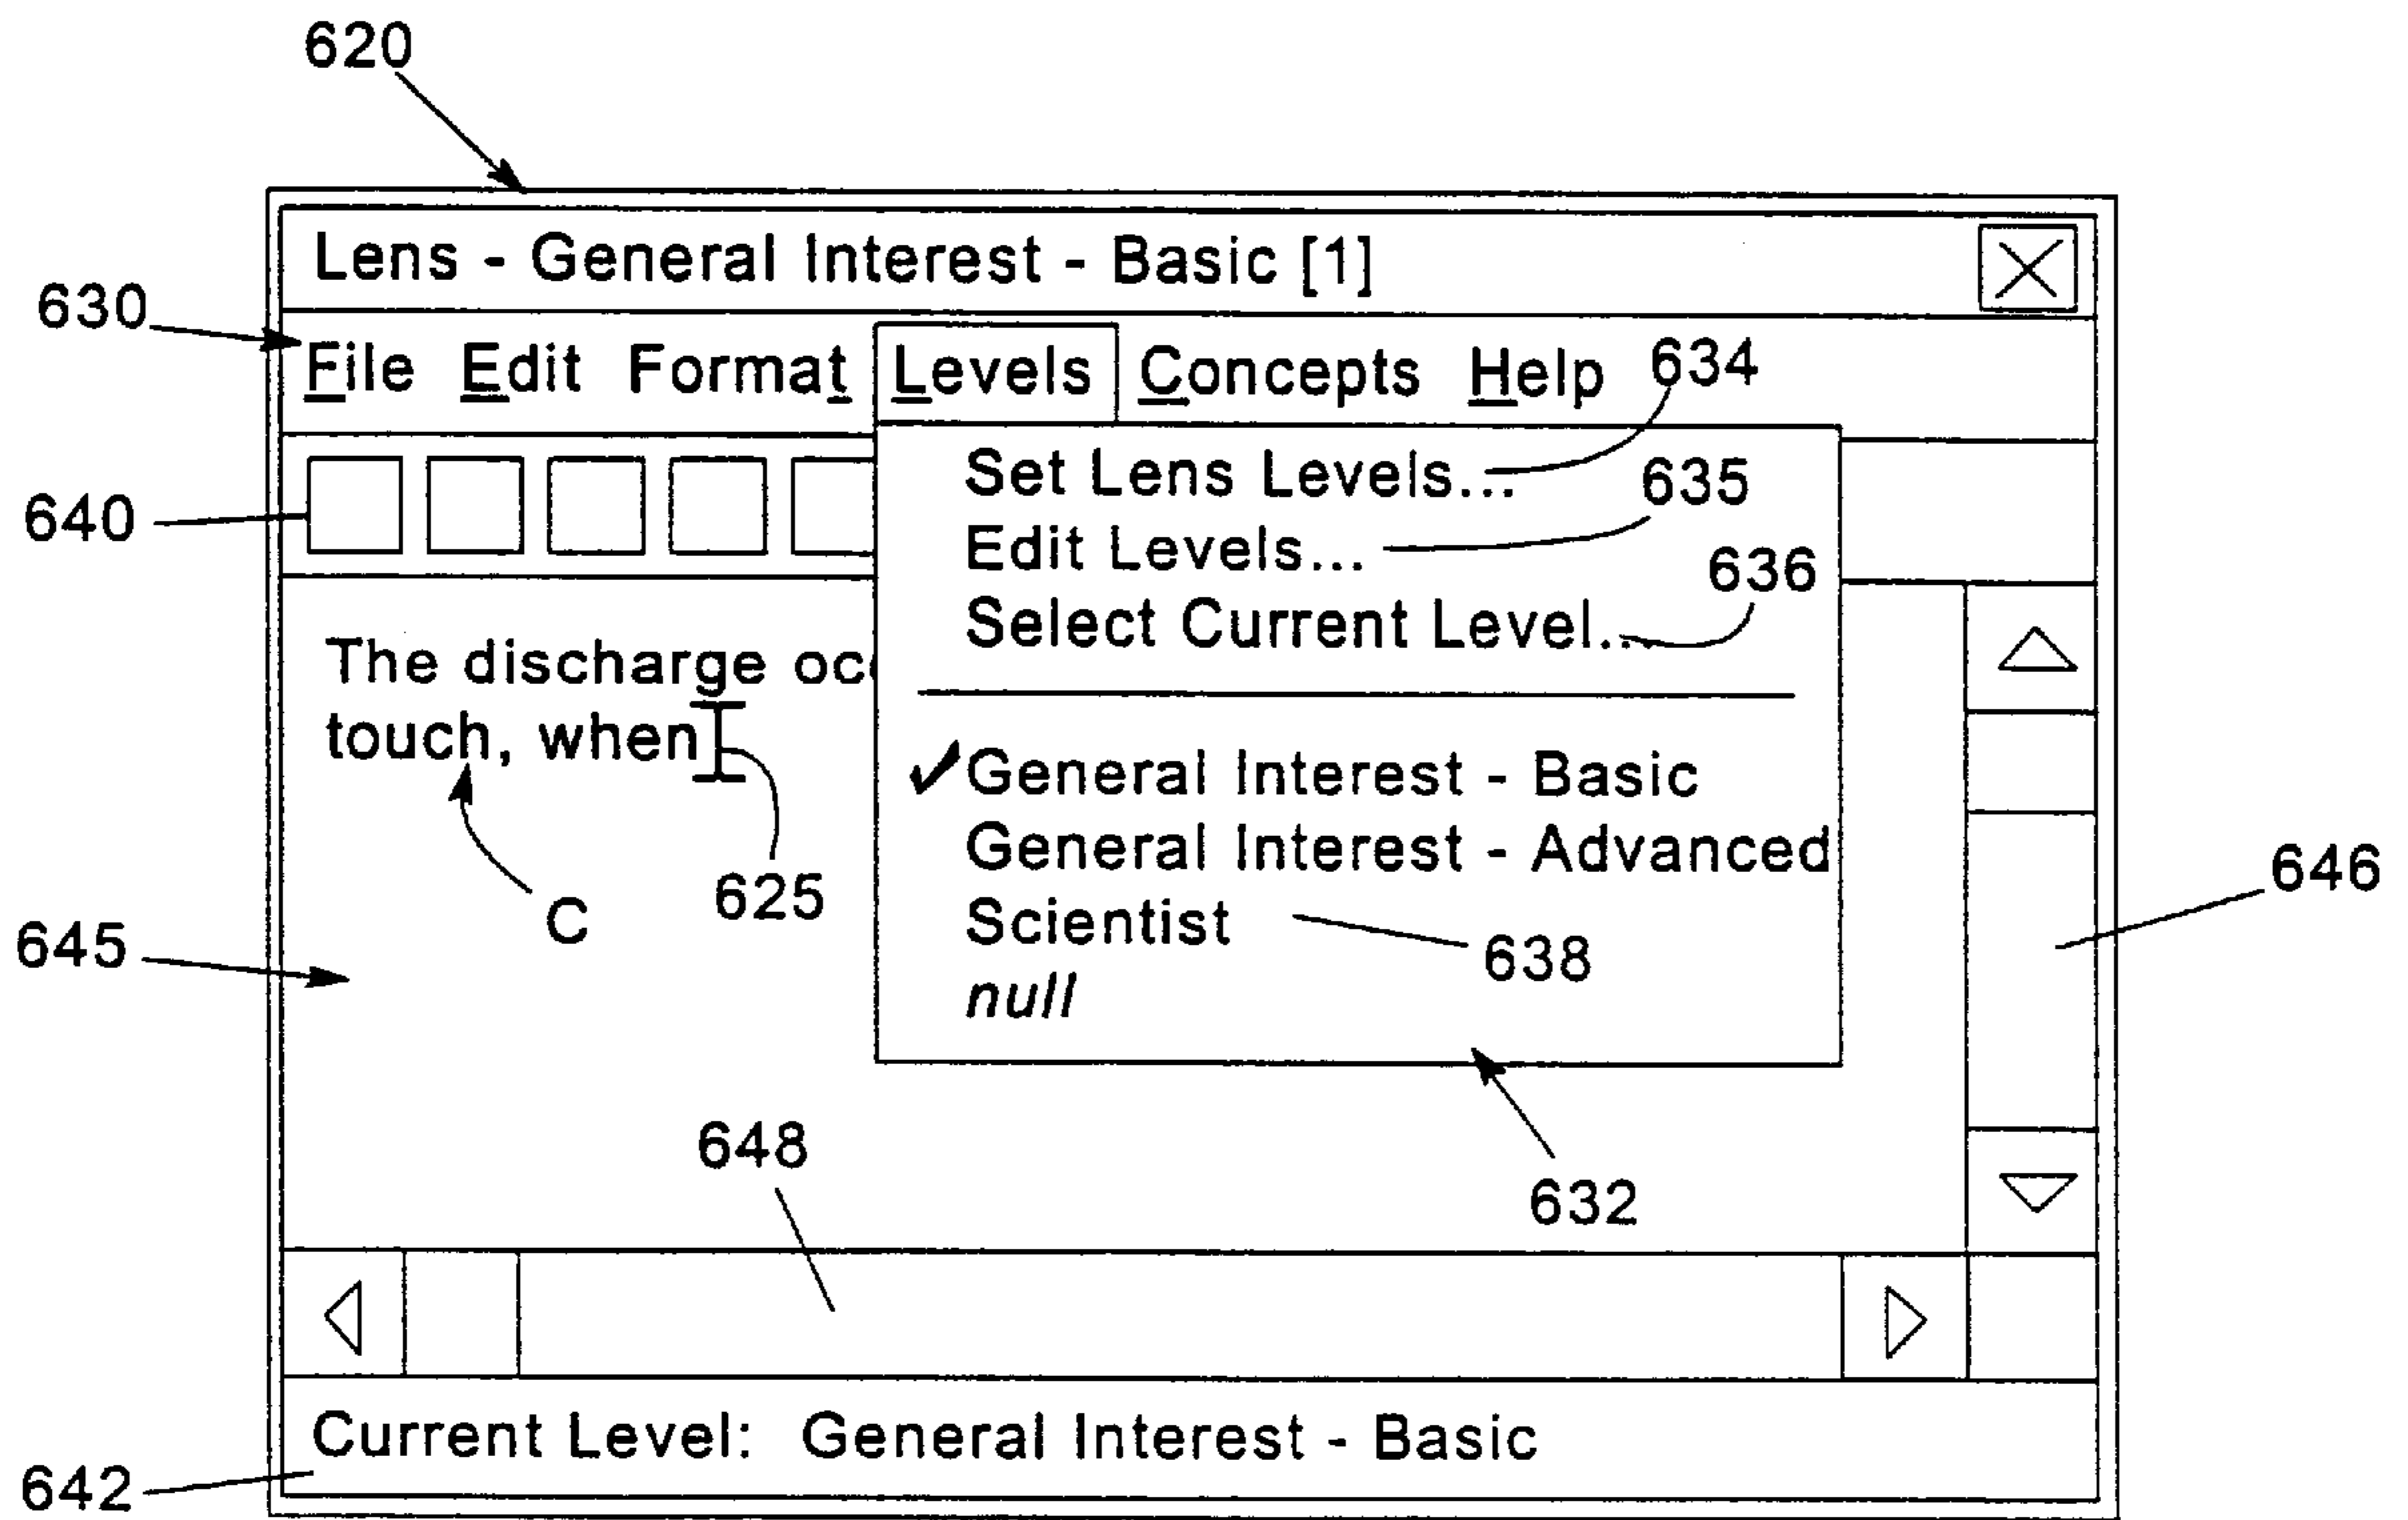 620
Lens - General Interest - Basic [1]
630
File Edit Format Levels Concepts Help
634
640
Set Lens Levels...
635
Edit Levels...
636
Select Current Level...
The discharge oc
touch, when
C
625
✓General Interest - Basic
General Interest - Advanced
646
645
Scientist
638
null
648
632
Current Level: General Interest - Basic
642